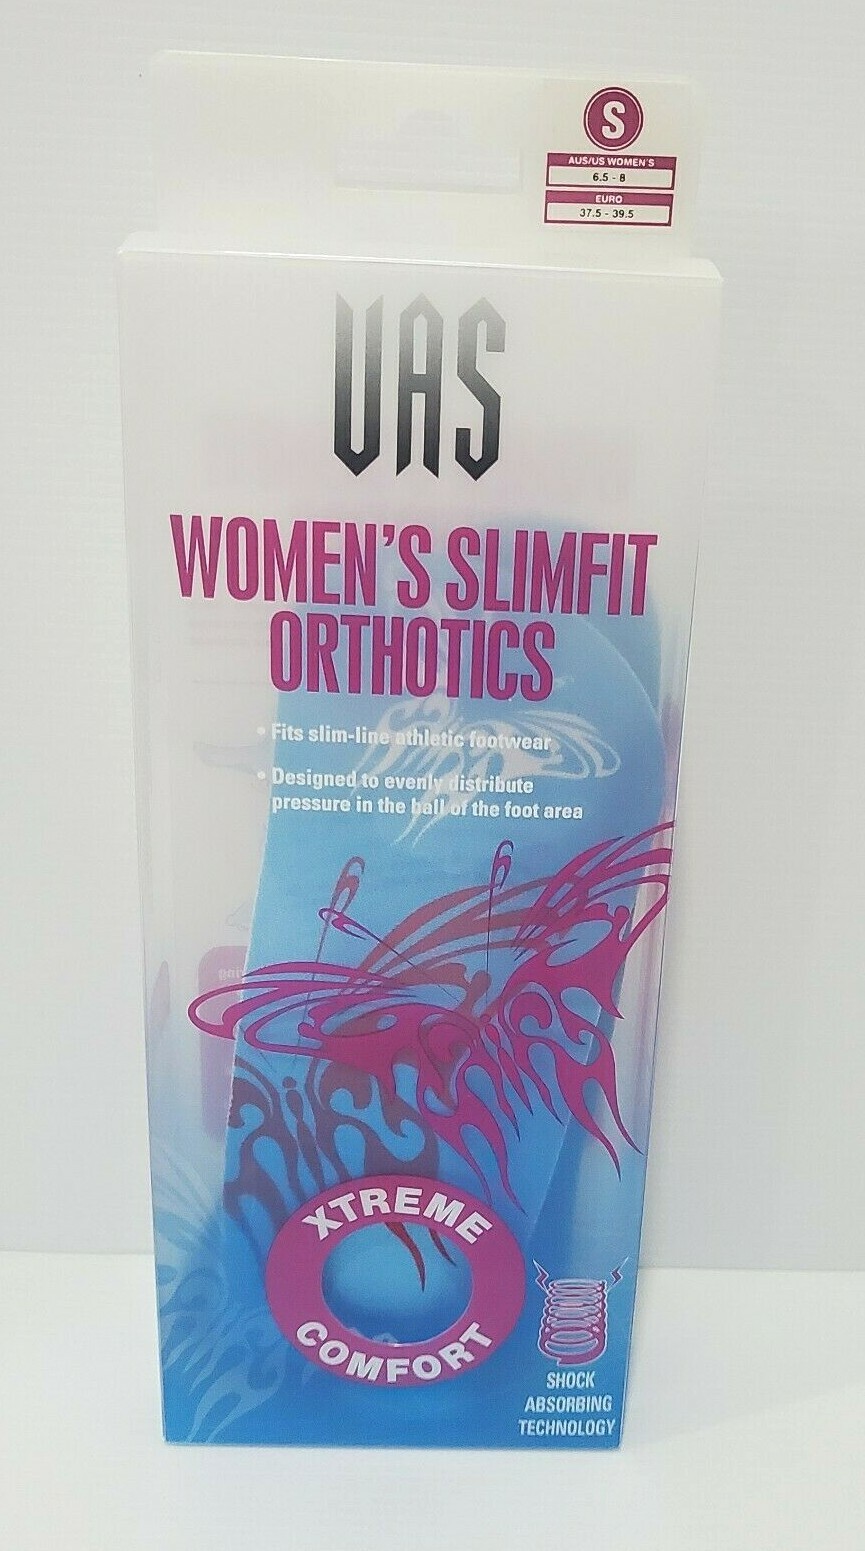 S
AUS/US WOMEN'S
6.5 - 8
EURO
37.5 - 39.5
UAS
WOMEN'S SLIMFIT
ORTHOTICS
• Fits slim-line athletic footwear
• Designed to evenly distribute
pressure in the ball of the foot area
XTREME
COMFORT
SHOCK
ABSORBING
TECHNOLOGY